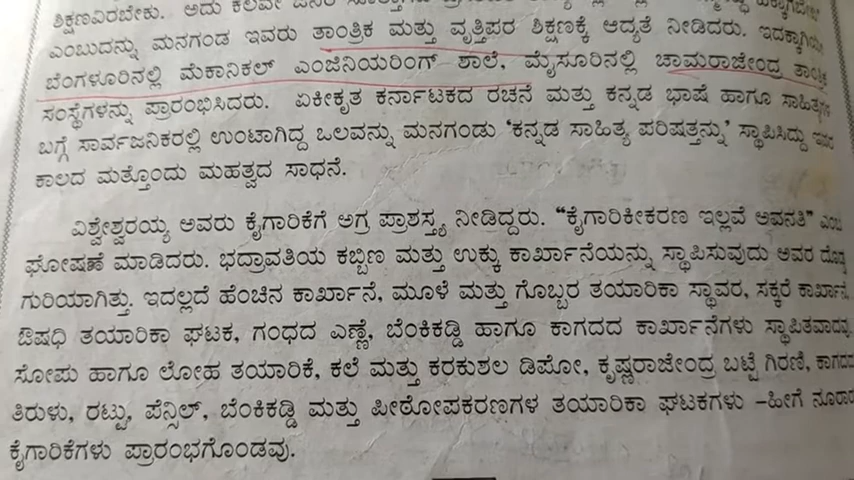 ಶಿಕ್ಷಣವಿರಬೇಕು. ಅದು ಕೇವಲ
ಎಂಬುದನ್ನು ಮನಗಂಡ ಇವರು ತಾಂತ್ರಿಕ ಮತ್ತು ವೃತ್ತಿಪರ ಶಿಕ್ಷಣಕ್ಕೆ ಆದ್ಯತೆ ನೀಡಿದರು. ಇದಕ್ಕಾಗಿಯೇ
ಬೆಂಗಳೂರಿನಲ್ಲಿ ಮೆಕಾನಿಕಲ್ ಎಂಜಿನಿಯರಿಂಗ್ ಶಾಲೆ, ಮೈಸೂರಿನಲ್ಲಿ ಚಾಮರಾಜೇಂದ್ರ ತಾಂತ್ರಿಕ
ಸಂಸ್ಥೆಗಳನ್ನು ಪ್ರಾರಂಭಿಸಿದರು. ಏಕೀಕೃತ ಕರ್ನಾಟಕದ ರಚನೆ ಮತ್ತು ಕನ್ನಡ ಭಾಷೆ ಹಾಗೂ ಸಾಹಿತ್ಯಗಳ
ಬಗ್ಗೆ ಸಾರ್ವಜನಿಕರಲ್ಲಿ ಉಂಟಾಗಿದ್ದ ಒಲವನ್ನು ಮನಗಂಡು ‘ಕನ್ನಡ ಸಾಹಿತ್ಯ ಪರಿಷತ್ತನ್ನು’ ಸ್ಥಾಪಿಸಿದ್ದು ಇವರ
ಕಾಲದ ಮತ್ತೊಂದು ಮಹತ್ವದ ಸಾಧನೆ.
ವಿಶ್ವೇಶ್ವರಯ್ಯ ಅವರು ಕೈಗಾರಿಕೆಗೆ ಅಗ್ರ ಪ್ರಾಶಸ್ತ್ಯ ನೀಡಿದ್ದರು. “ಕೈಗಾರಿಕೀಕರಣ ಇಲ್ಲವೆ ಅವನತಿ” ಎಂಬ
ಘೋಷಣೆ ಮಾಡಿದರು. ಭದ್ರಾವತಿಯ ಕಬ್ಬಿಣ ಮತ್ತು ಉಕ್ಕು ಕಾರ್ಖಾನೆಯನ್ನು ಸ್ಥಾಪಿಸುವುದು ಅವರ ದೊಡ್ಡ
ಗುರಿಯಾಗಿತ್ತು. ಇದಲ್ಲದೆ ಹೆಂಚಿನ ಕಾರ್ಖಾನೆ, ಮೂಳೆ ಮತ್ತು ಗೊಬ್ಬರ ತಯಾರಿಕಾ ಸ್ಥಾವರ, ಸಕ್ಕರೆ ಕಾರ್ಖಾನೆ,
ಔಷಧಿ ತಯಾರಿಕಾ ಘಟಕ, ಗಂಧದ ಎಣ್ಣೆ, ಬೆಂಕಿಕಡ್ಡಿ ಹಾಗೂ ಕಾಗದದ ಕಾರ್ಖಾನೆಗಳು ಸ್ಥಾಪಿತವಾದವು.
ಸೋಪು ಹಾಗೂ ಲೋಹ ತಯಾರಿಕೆ, ಕಲೆ ಮತ್ತು ಕರಕುಶಲ ಡಿಪೋ, ಕೃಷ್ಣರಾಜೇಂದ್ರ ಬಟ್ಟೆ ಗಿರಣಿ, ಕಾಗದದ
ತಿರುಳು, ರಟ್ಟು, ಪೆನ್ಸಿಲ್, ಬೆಂಕಿಕಡ್ಡಿ ಮತ್ತು ಪೀಠೋಪಕರಣಗಳ ತಯಾರಿಕಾ ಘಟಕಗಳು –ಹೀಗೆ ನೂರಾರು
ಕೈಗಾರಿಕೆಗಳು ಪ್ರಾರಂಭಗೊಂಡವು.